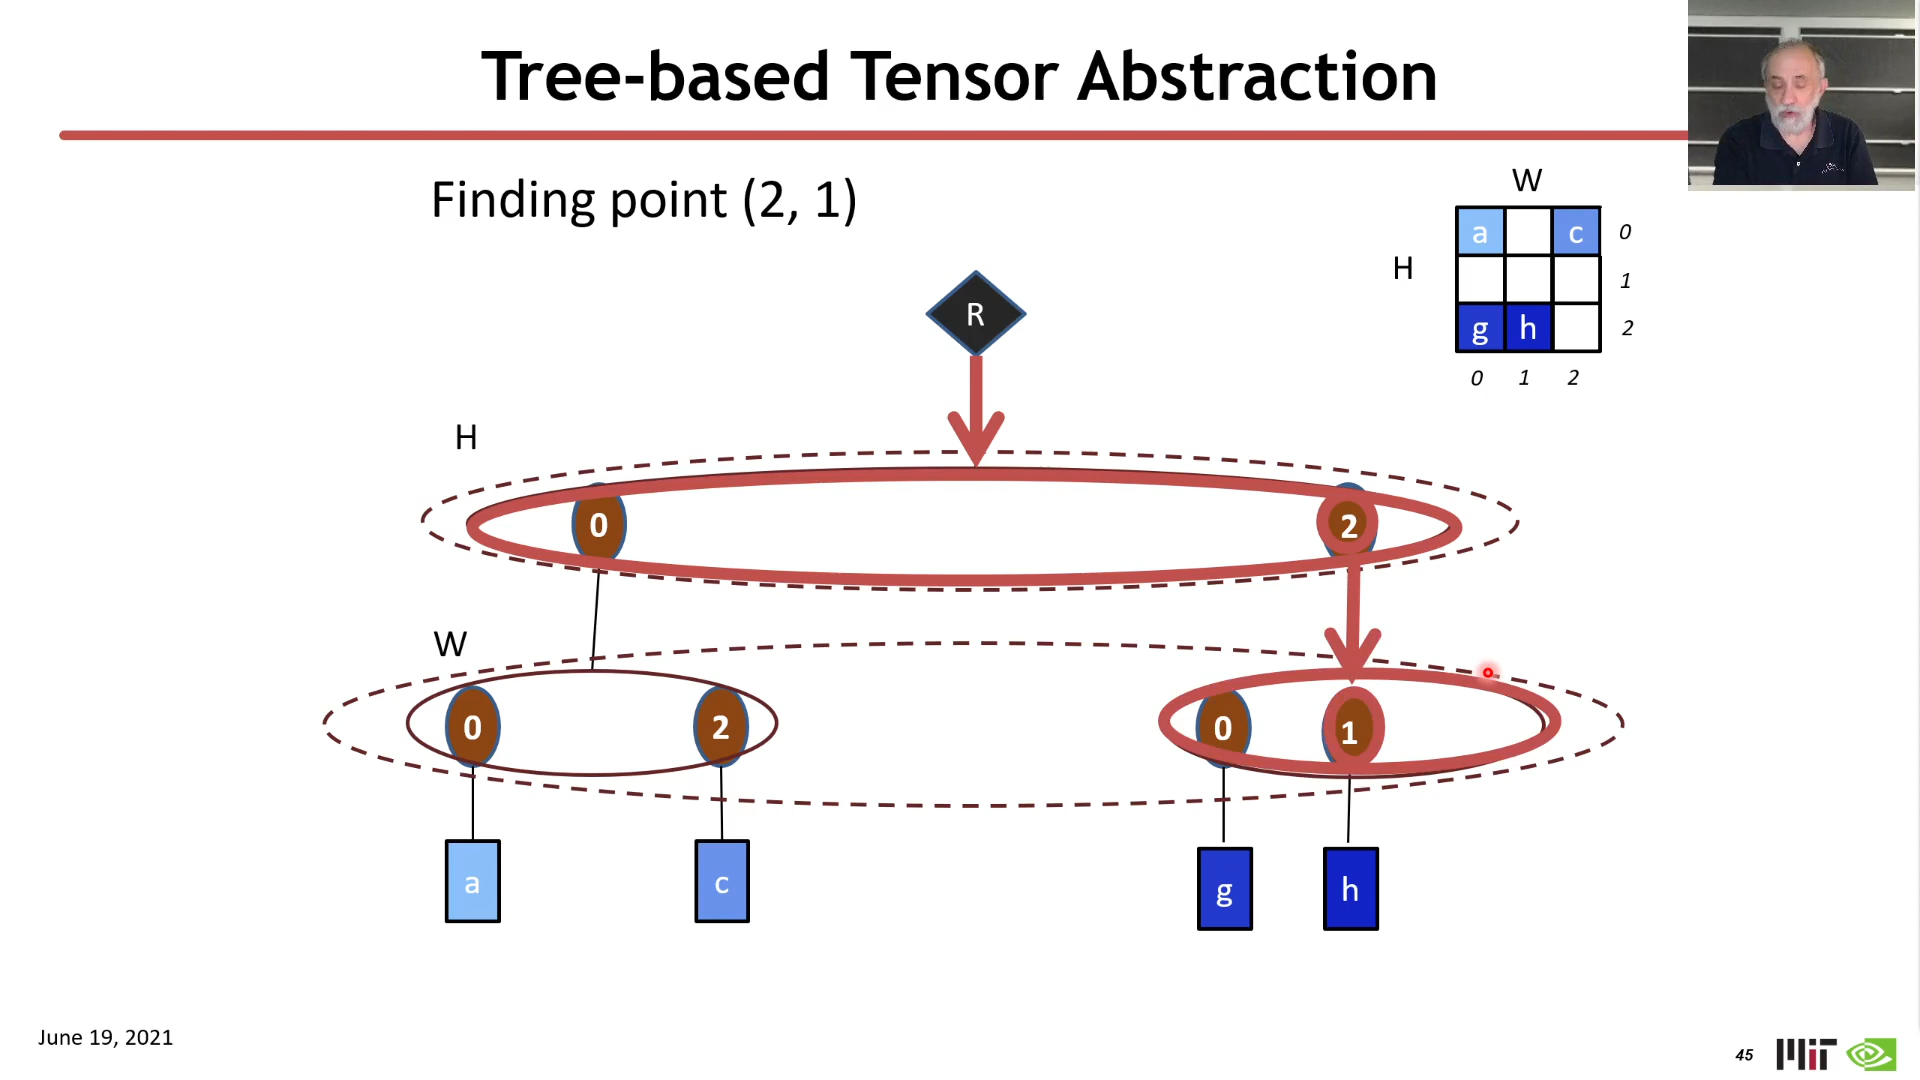 Tree-based Tensor Abstraction
Finding point (2, 1)
W
a c 0
H
1
g h 2
0 1 2
R
H
0 2
W
0 2 0 1
a c g h
June 19, 2021
45
MIT